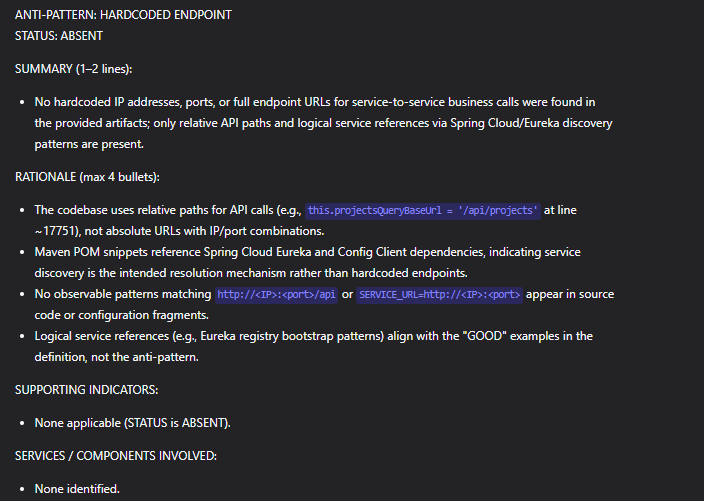 ANTI-PATTERN: HARDCODED ENDPOINT
STATUS: ABSENT
SUMMARY (1–2 lines):
• No hardcoded IP addresses, ports, or full endpoint URLs for service-to-service business calls were found in
the provided artifacts; only relative API paths and logical service references via Spring Cloud/Eureka discovery
patterns are present.
RATIONALE (max 4 bullets):
• The codebase uses relative paths for API calls (e.g., this.projectsQueryBaseUrl = '/api/projects' at line
~17751), not absolute URLs with IP/port combinations.
• Maven POM snippets reference Spring Cloud Eureka and Config Client dependencies, indicating service
discovery is the intended resolution mechanism rather than hardcoded endpoints.
• No observable patterns matching http://<IP>:<port>/api or SERVICE_URL=http://<IP>:<port> appear in source
code or configuration fragments.
• Logical service references (e.g., Eureka registry bootstrap patterns) align with the "GOOD" examples in the
definition, not the anti-pattern.
SUPPORTING INDICATORS:
• None applicable (STATUS is ABSENT).
SERVICES / COMPONENTS INVOLVED:
• None identified.